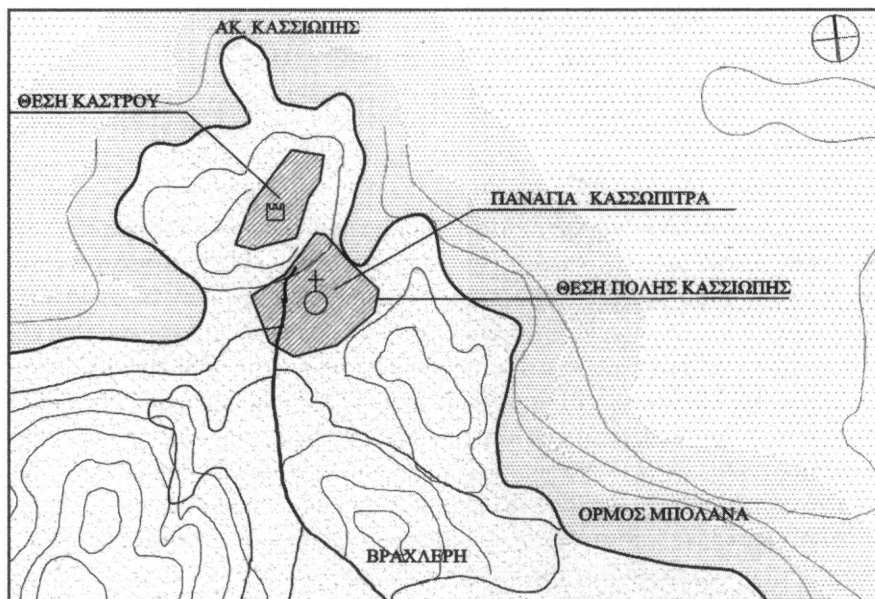 ΑΚ. ΚΑΣΣΙΩΠΗΣ
ΘΕΣΗ ΚΑΣΤΡΟΥ
ΠΑΝΑΓΙΑ ΚΑΣΣΩΠΙΤΡΑ
ΘΕΣΗ ΠΟΛΗΣ ΚΑΣΣΙΩΠΗΣ
ΟΡΜΟΣ ΜΠΟΛΑΝΑ
ΒΡΑΧΛΕΡΗ